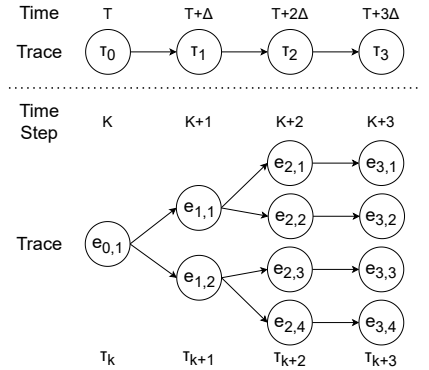 Time T T+Δ T+2Δ T+3Δ
Trace τ0 τ1 τ2 τ3
Time Step K K+1 K+2 K+3
e2,1 e3,1
e1,1
e2,2 e3,2
Trace e0,1
e1,2
e2,3 e3,3
e2,4 e3,4
τk τk+1 τk+2 τk+3